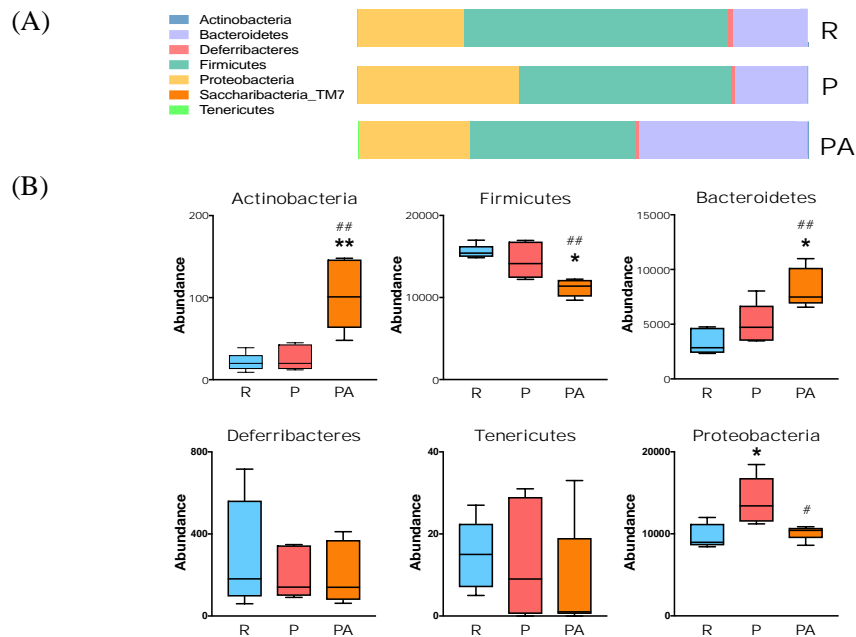 (A)
Actinobacteria
Bacteroidetes
Deferribacteres
Firmicutes
Proteobacteria
Saccharibacteria_TM7
Tenericutes
R
P
PA
(B)
Actinobacteria
Abundance
200
100
0
##
**
R P PA
Firmicutes
Abundance
20000
10000
0
##
*
R P PA
Bacteroidetes
Abundance
15000
10000
5000
0
##
*
R P PA
Deferribacteres
Abundance
800
400
0
R P PA
Tenericutes
Abundance
40
20
0
R P PA
Proteobacteria
Abundance
20000
10000
0
*
#
R P PA